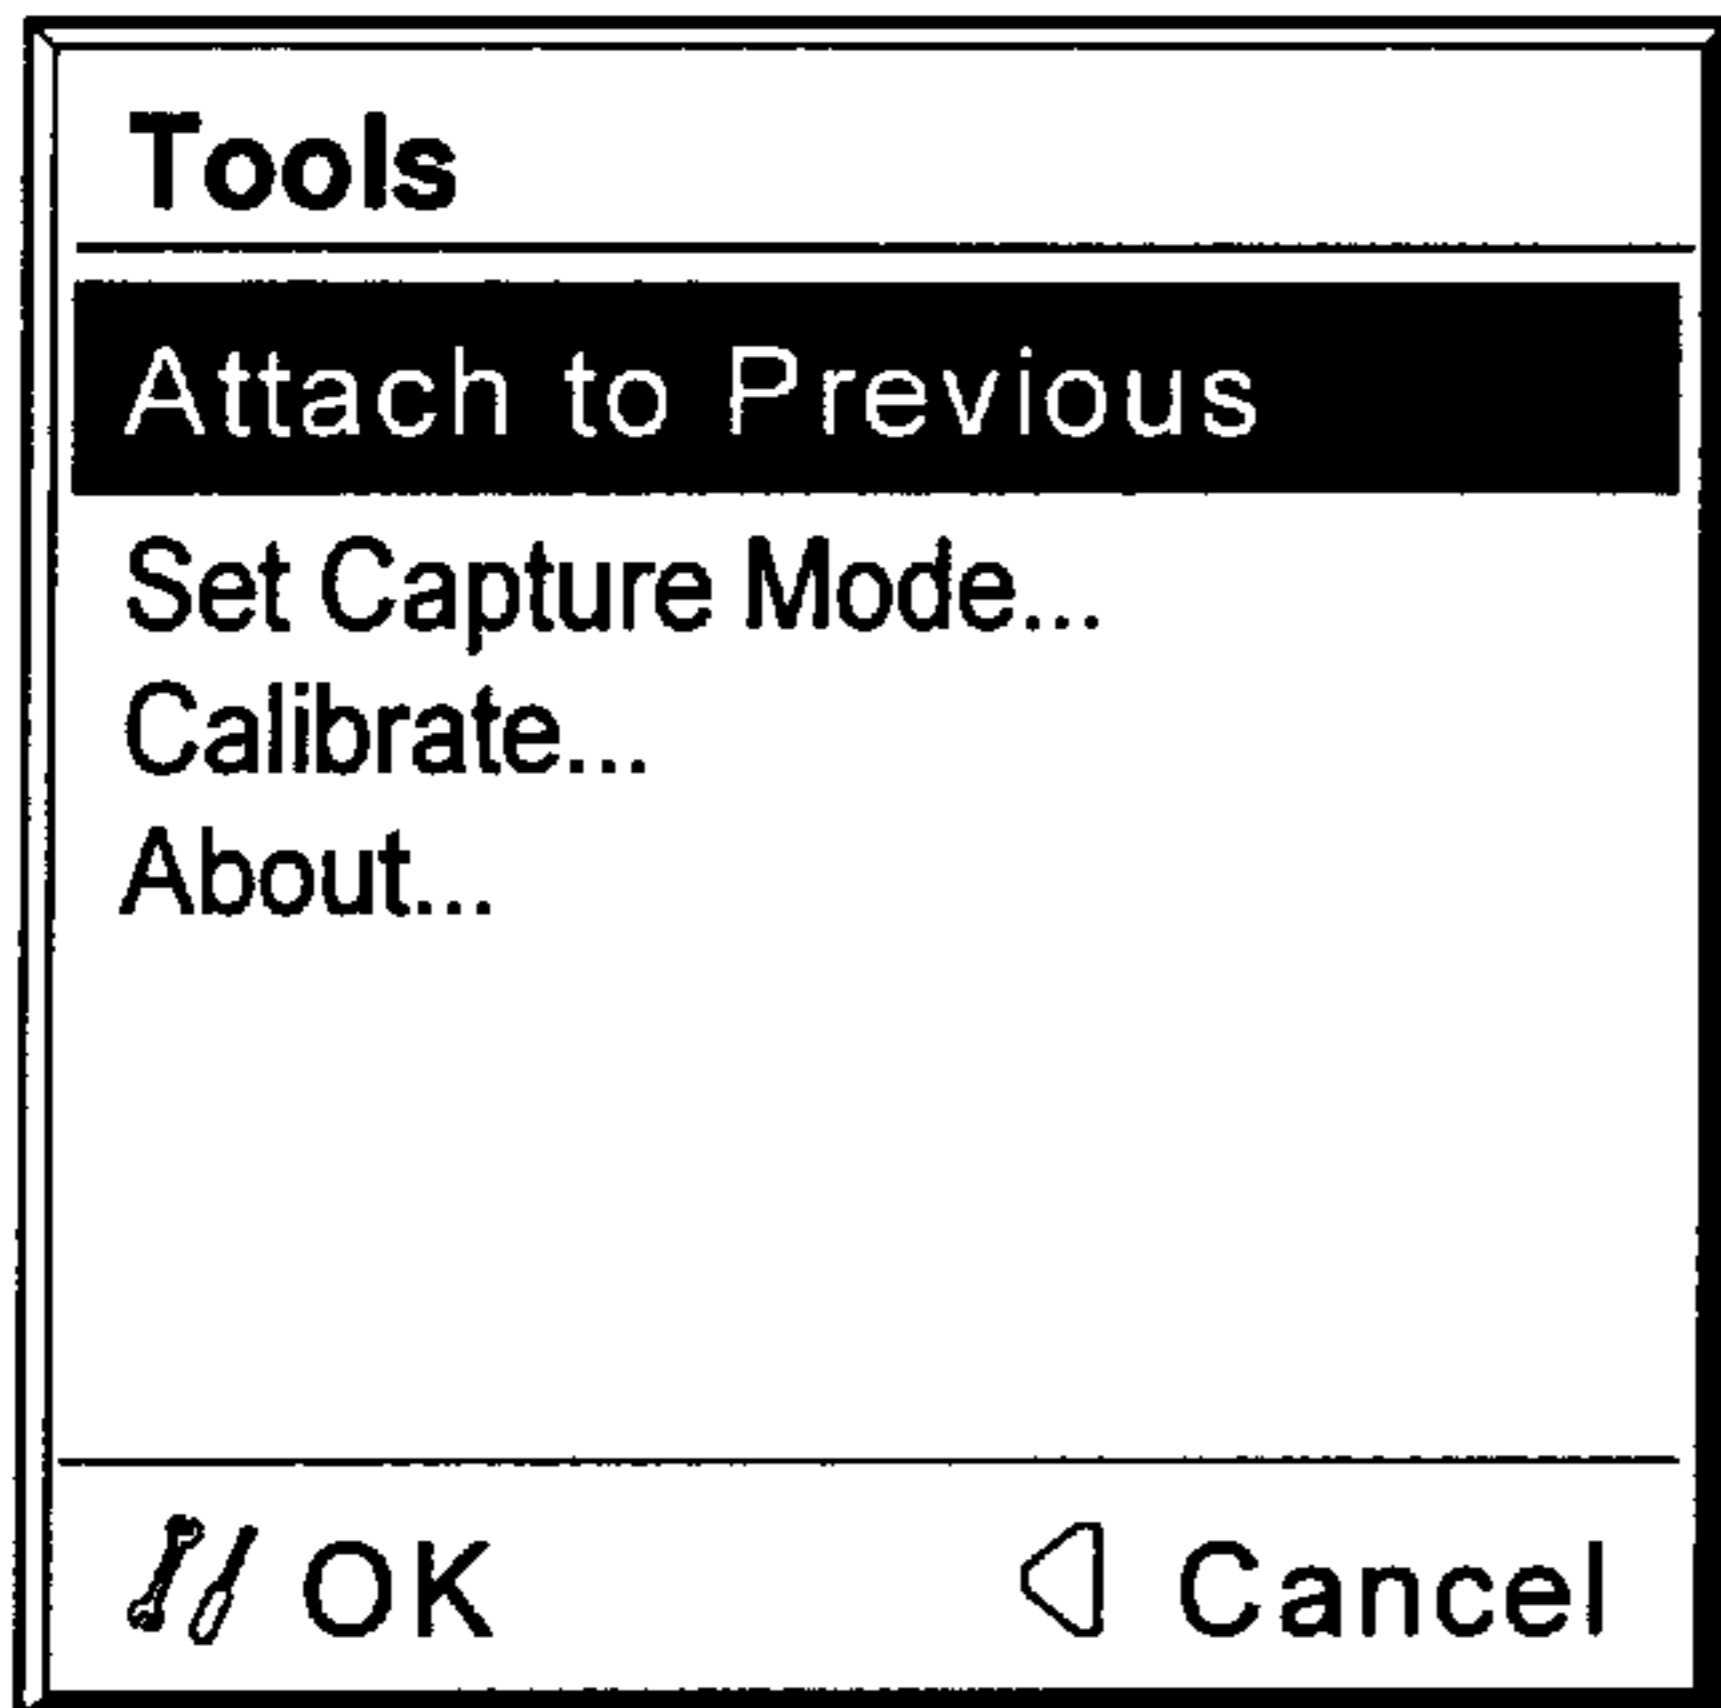 Tools
Attach to Previous
Set Capture Mode...
Calibrate...
About...
OK Cancel